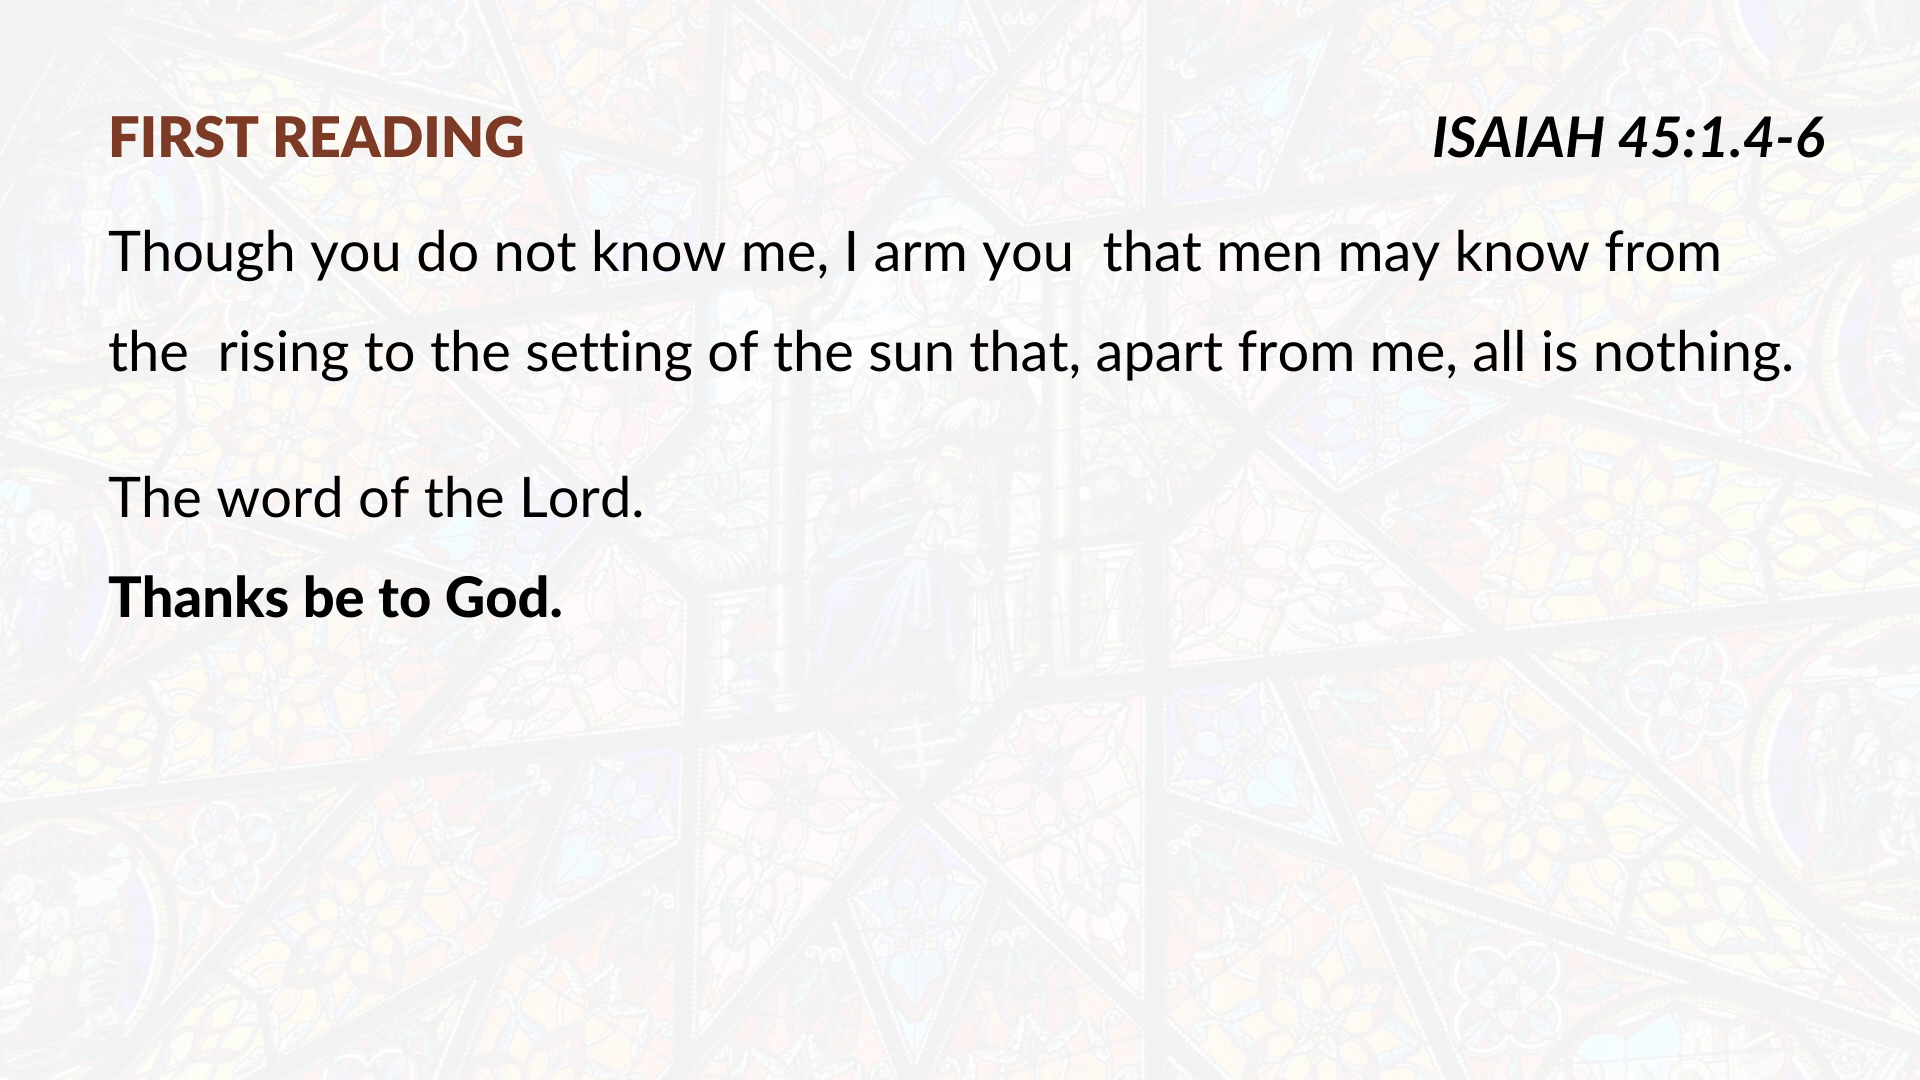 FIRST READING ISAIAH 45:1.4-6
Though you do not know me, I arm you  that men may know from
the  rising to the setting of the sun that, apart from me, all is nothing.
The word of the Lord.
Thanks be to God.